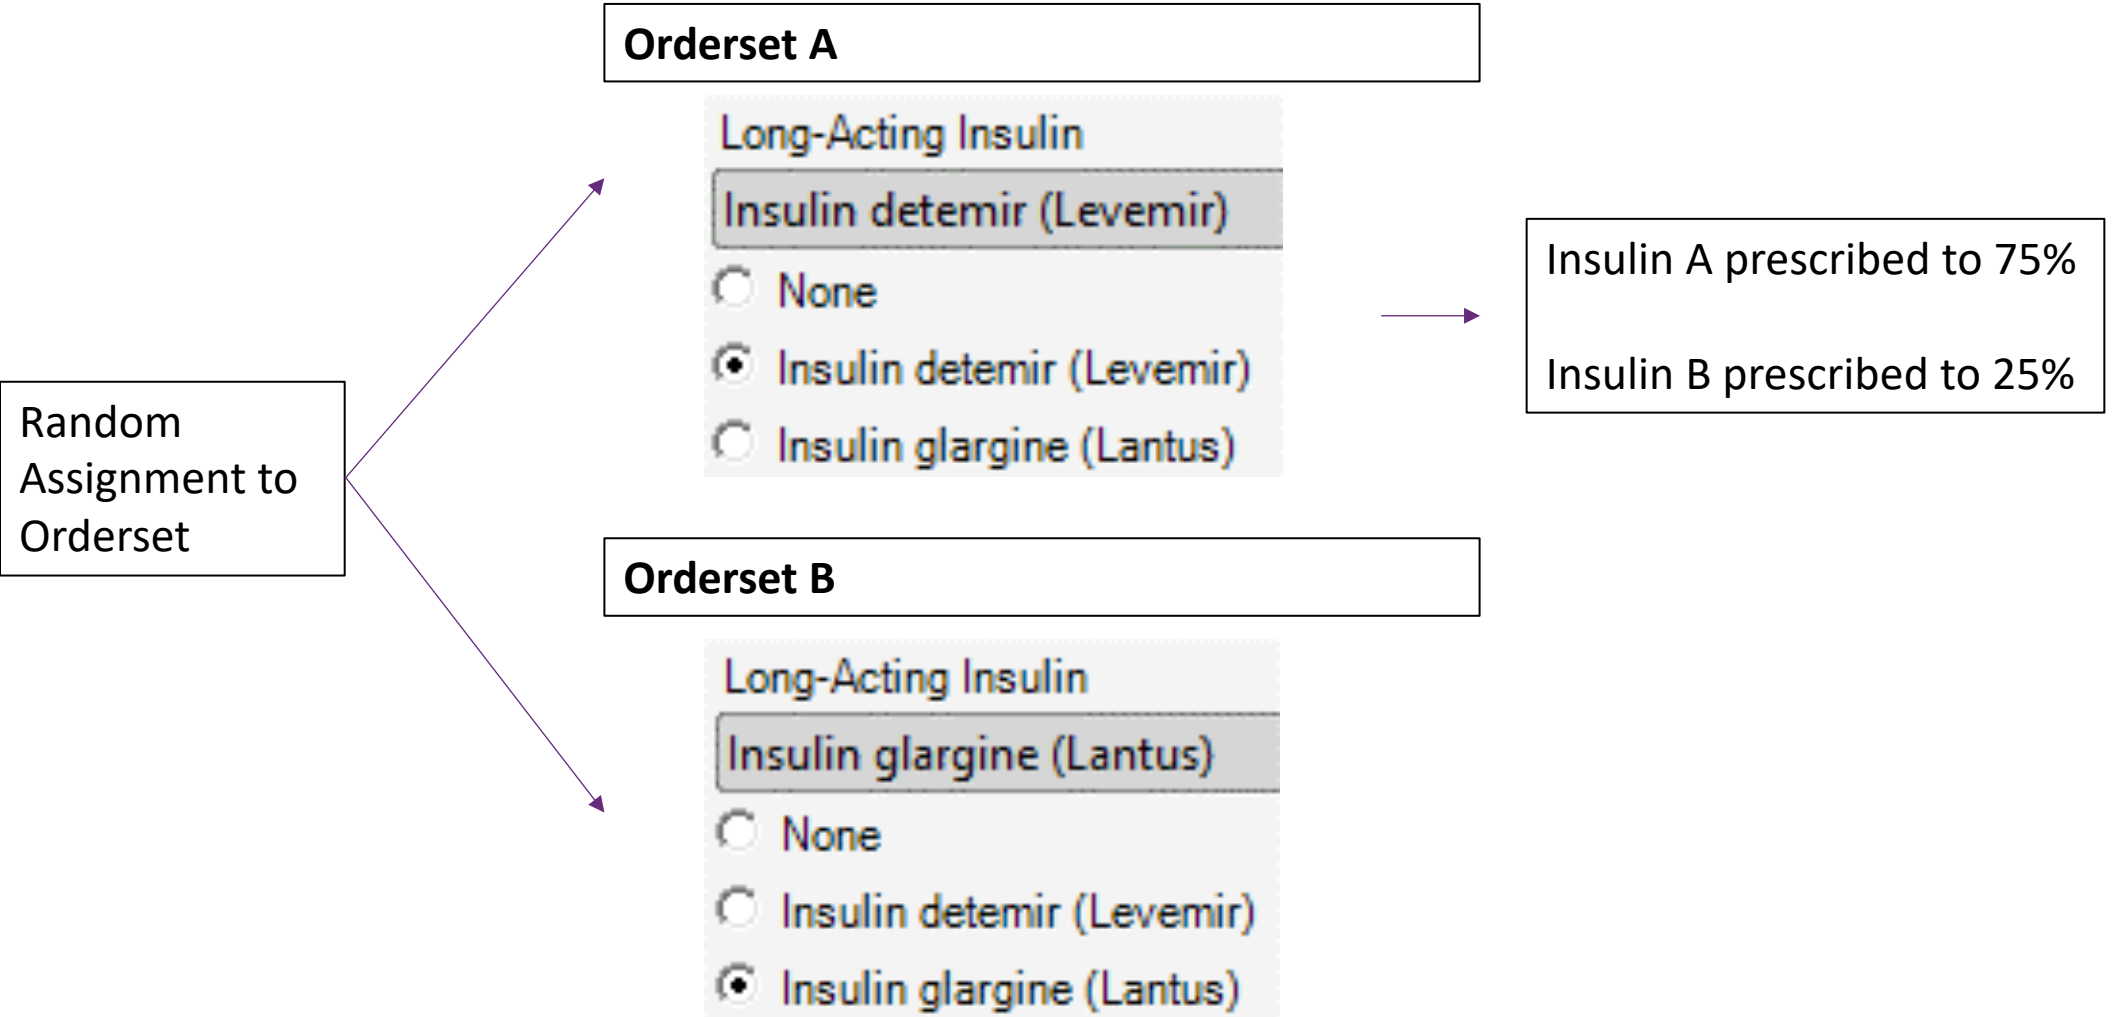 Orderset A
Long-Acting Insulin
Insulin detemir (Levemir)
None
Insulin detemir (Levemir)
Insulin glargine (Lantus)
Insulin A prescribed to 75%
Insulin B prescribed to 25%
Random
Assignment to
Orderset
Orderset B
Long-Acting Insulin
Insulin glargine (Lantus)
None
Insulin detemir (Levemir)
Insulin glargine (Lantus)